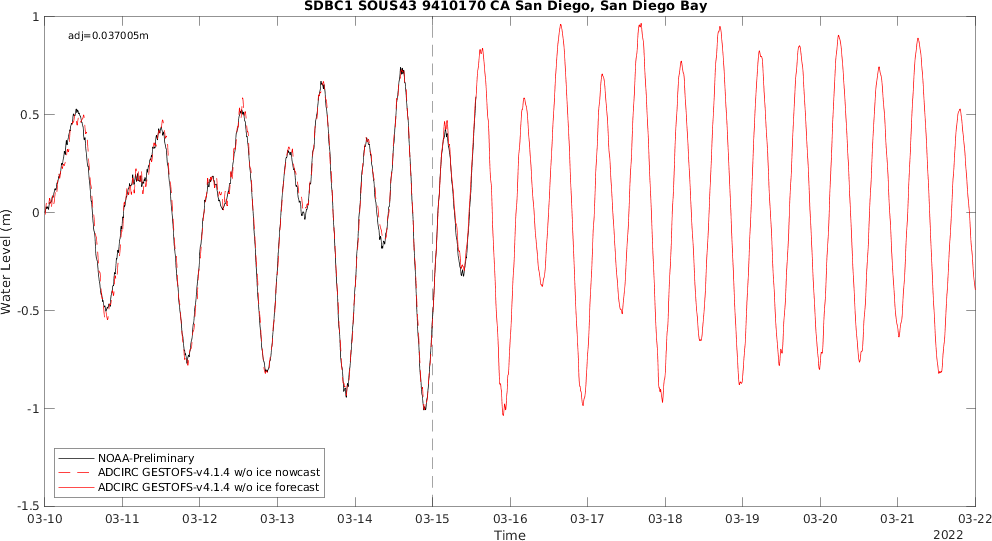 SDBC1 SOUS43 9410170 CA San Diego, San Diego Bay
adj=0.037005m
1
0.5
0
-0.5
-1
-1.5
Water Level (m)
NOAA-Preliminary
ADCIRC GESTOFS-v4.1.4 w/o ice nowcast
ADCIRC GESTOFS-v4.1.4 w/o ice forecast
03-10 03-11 03-12 03-13 03-14 03-15 03-16 03-17 03-18 03-19 03-20 03-21 03-22
Time
2022